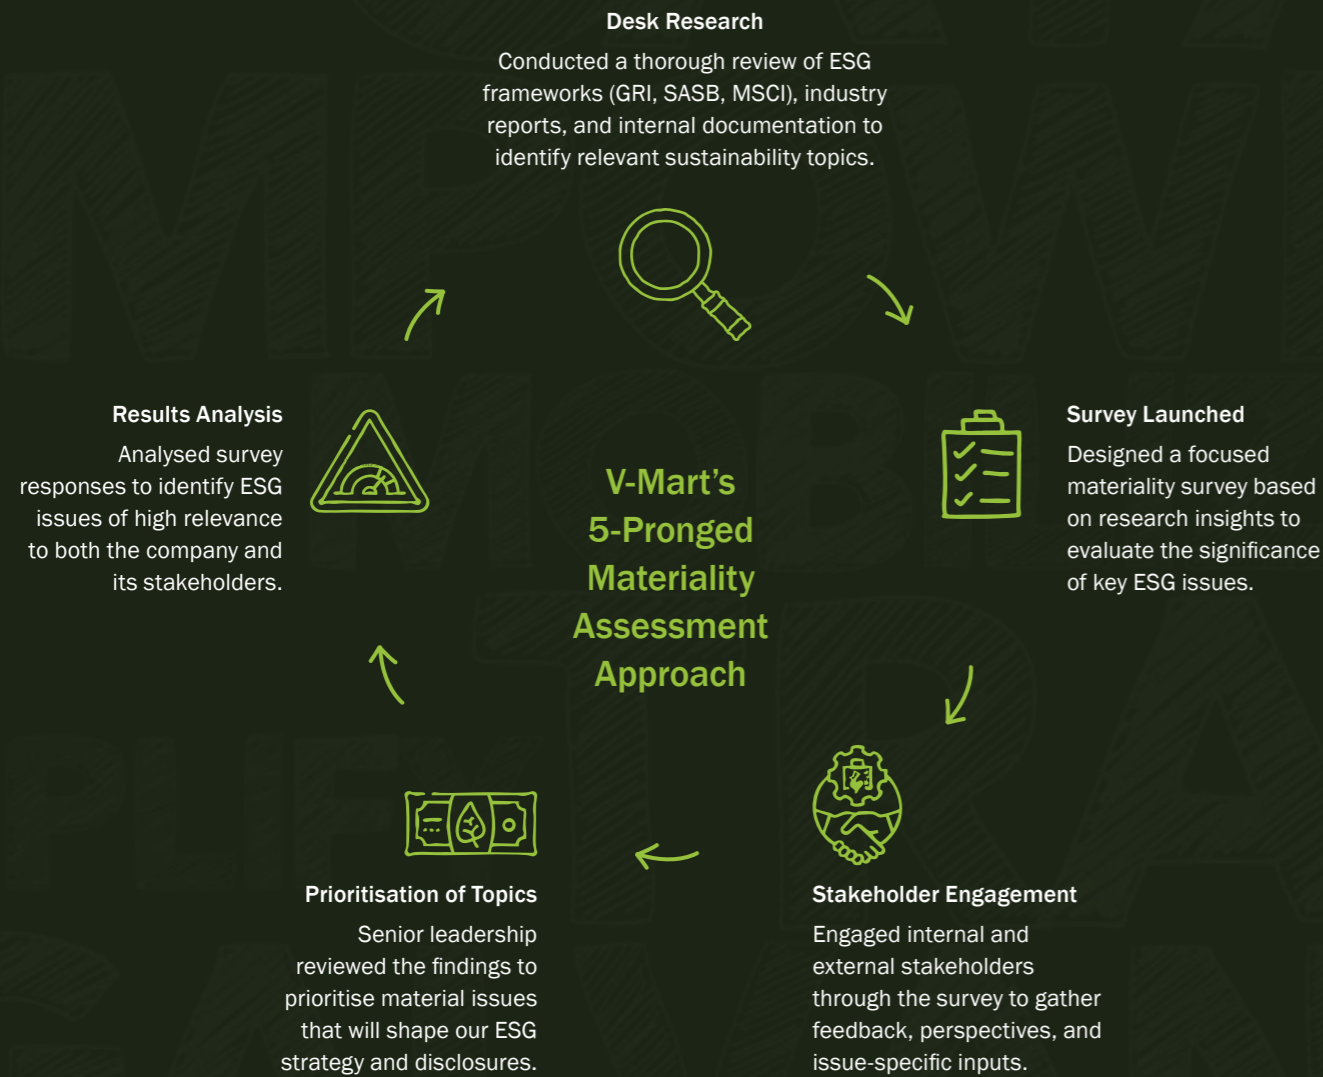 Desk Research
Conducted a thorough review of ESG
frameworks (GRI, SASB, MSCI), industry
reports, and internal documentation to
identify relevant sustainability topics.
Survey Launched
Designed a focused
materiality survey based
on research insights to
evaluate the significance
of key ESG issues.
Stakeholder Engagement
Engaged internal and
external stakeholders
through the survey to gather
feedback, perspectives, and
issue-specific inputs.
Prioritisation of Topics
Senior leadership
reviewed the findings to
prioritise material issues
that will shape our ESG
strategy and disclosures.
Results Analysis
Analysed survey
responses to identify ESG
issues of high relevance
to both the company and
its stakeholders.
V-Mart’s
5-Pronged
Materiality
Assessment
Approach